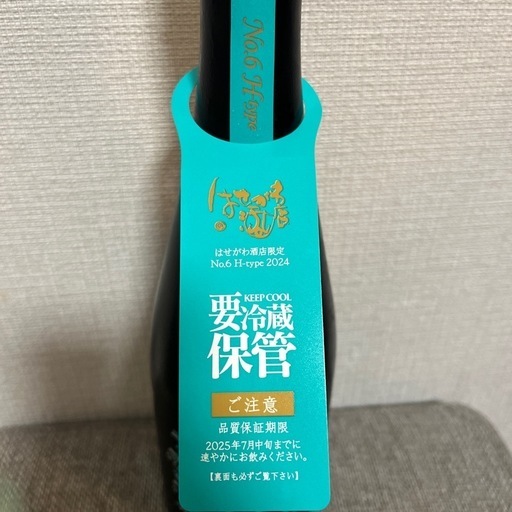 No.6 H-type
はせがわ酒店
はせがわ酒店限定
No.6 H-type 2024
KEEP COOL
要冷蔵
保管
ご注意
品質保証期限
2025年7月中旬までに
速やかにお飲みください。
【裏面も必ずご覧下さい】